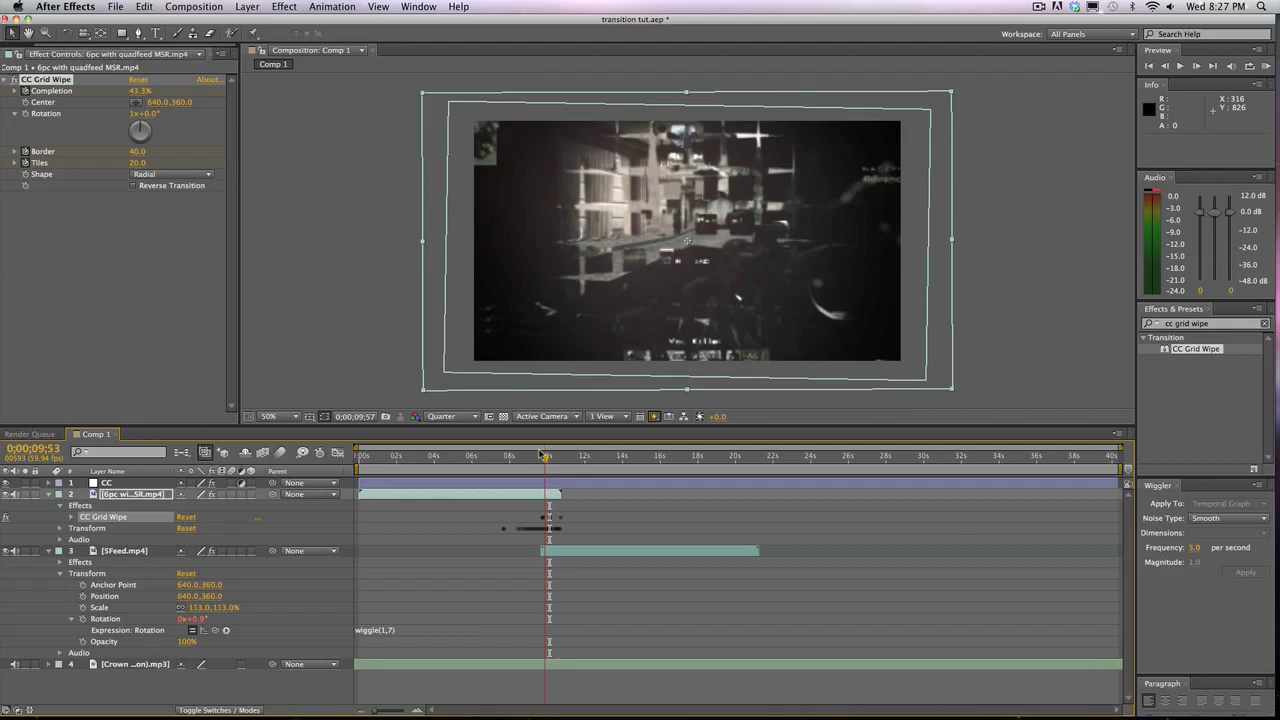 After Effects File Edit Composition Layer Effect Animation View Window Help
Wed 8:27 PM
transition tut.aep *
Workspace: All Panels
Search Help
Effect Controls: 6pc with quadfeed MSR.mp4
Comp 1 • 6pc with quadfeed MSR.mp4
CC Grid Wipe Reset About...
Completion 43.3%
Center 640.0,360.0
Rotation 1x+0.0°
Border 40.0
Tiles 20.0
Shape Radial
Reverse Transition
Composition: Comp 1
Comp 1
50% 0;00;09;57 Quarter Active Camera 1 View +0.0
Preview
Info
R: X: 316
G: Y: 826
B:
A: 0
Audio
0.0 12.0 dB
-3.0 6.0
-6.0 0.0 dB
-9.0 -6.0
-12.0 -12.0
-15.0 -18.0
-18.0 -24.0
-21.0 -36.0
-24.0 -48.0 dB
0 0
Effects & Presets
cc grid wipe
Transition
CC Grid Wipe
Render Queue Comp 1
0;00;09;53
00593 (59.94 fps)
:00s 02s 04s 06s 08s 12s 14s 16s 18s 20s 22s 24s 26s 28s 30s 32s 34s 36s 38s 40s
# Layer Name Parent
1 CC None
2 [6pc wi...SR.mp4] None
Effects
CC Grid Wipe Reset ...
Transform Reset
Audio
3 [5Feed.mp4] None
Effects
Transform Reset
Anchor Point 640.0,360.0
Position 640.0,360.0
Scale 113.0,113.0%
Rotation 0x+0.9°
Expression: Rotation wiggle(1,7)
Opacity 100%
Audio
4 [Crown ...on).mp3] None
Toggle Switches / Modes
Wiggler
Apply To: Temporal Graph
Noise Type: Smooth
Dimensions:
Frequency: 5.0 per second
Magnitude: 1.0
Apply
Paragraph